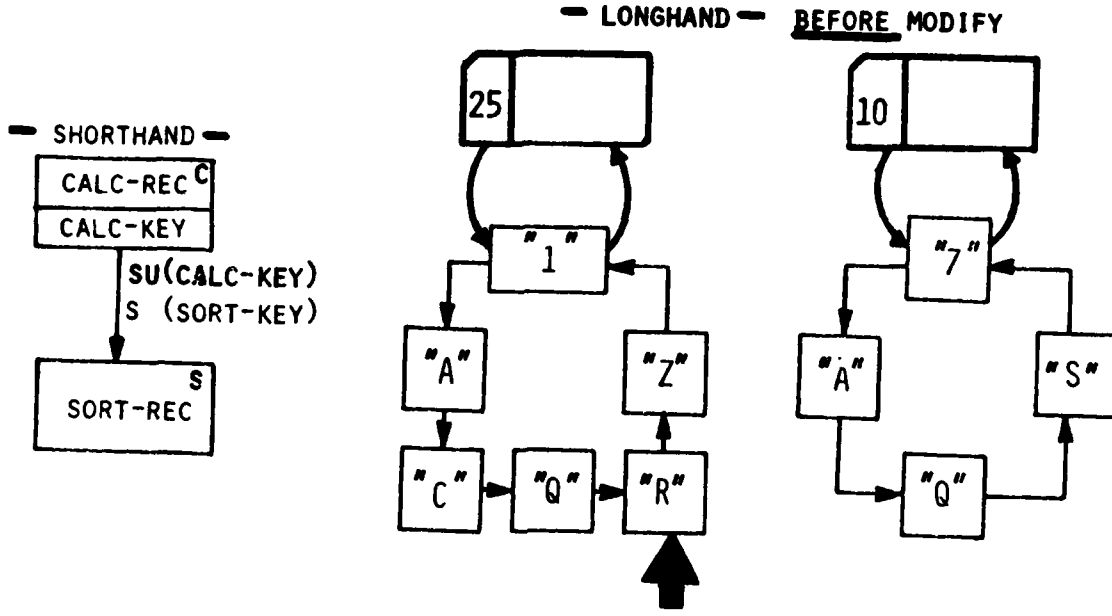 - LONGHAND - BEFORE MODIFY
25
10
- SHORTHAND -
CALC-REC C
CALC-KEY
SU(CALC-KEY)
S (SORT-KEY)
S
SORT-REC
"1"
"7"
"A"
"Z"
"A"
"S"
"C"
"Q"
"R"
"Q"